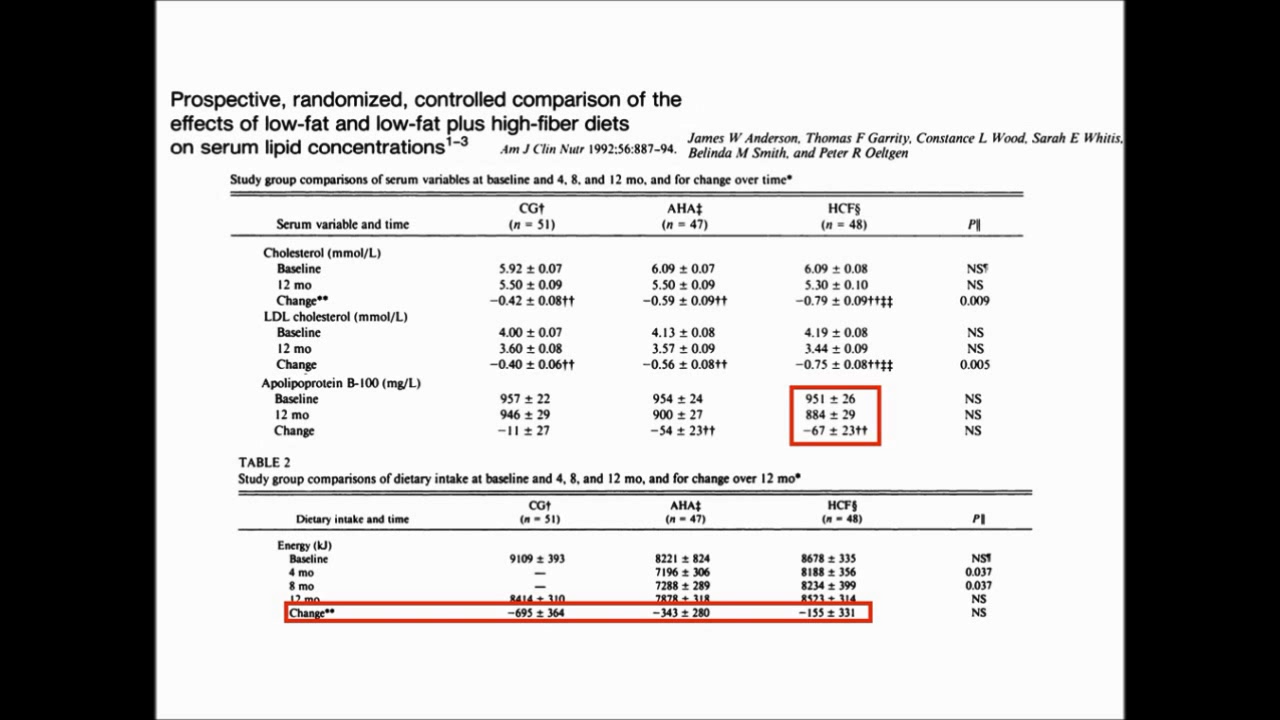 Prospective, randomized, controlled comparison of the
effects of low-fat and low-fat plus high-fiber diets
on serum lipid concentrations1–3
Am J Clin Nutr 1992;56:887–94.
James W Anderson, Thomas F Garrity, Constance L Wood, Sarah E Whitis,
Belinda M Smith, and Peter R Oeltgen
Study group comparisons of serum variables at baseline and 4, 8, and 12 mo, and for change over time*
CG† AHA‡ HCF§
Serum variable and time (n = 51) (n = 47) (n = 48) P‖
Cholesterol (mmol/L)
Baseline 5.92 ± 0.07 6.09 ± 0.07 6.09 ± 0.08 NS¶
12 mo 5.50 ± 0.09 5.50 ± 0.09 5.30 ± 0.10 NS
Change** −0.42 ± 0.08†† −0.59 ± 0.09†† −0.79 ± 0.09††‡‡ 0.009
LDL cholesterol (mmol/L)
Baseline 4.00 ± 0.07 4.13 ± 0.08 4.19 ± 0.08 NS
12 mo 3.60 ± 0.08 3.57 ± 0.09 3.44 ± 0.09 NS
Change −0.40 ± 0.06†† −0.56 ± 0.08†† −0.75 ± 0.08††‡‡ 0.005
Apolipoprotein B-100 (mg/L)
Baseline 957 ± 22 954 ± 24 951 ± 26 NS
12 mo 946 ± 29 900 ± 27 884 ± 29 NS
Change −11 ± 27 −54 ± 23†† −67 ± 23†† NS
TABLE 2
Study group comparisons of dietary intake at baseline and 4, 8, and 12 mo, and for change over 12 mo*
CG† AHA‡ HCF§
Dietary intake and time (n = 51) (n = 47) (n = 48) P‖
Energy (kJ)
Baseline 9109 ± 393 8221 ± 824 8678 ± 335 NS¶
4 mo — 7196 ± 306 8188 ± 356 0.037
8 mo — 7288 ± 289 8234 ± 399 0.037
12 mo 8414 ± 310 7878 ± 318 8523 ± 314 NS
Change** −695 ± 364 −343 ± 280 −155 ± 331 NS